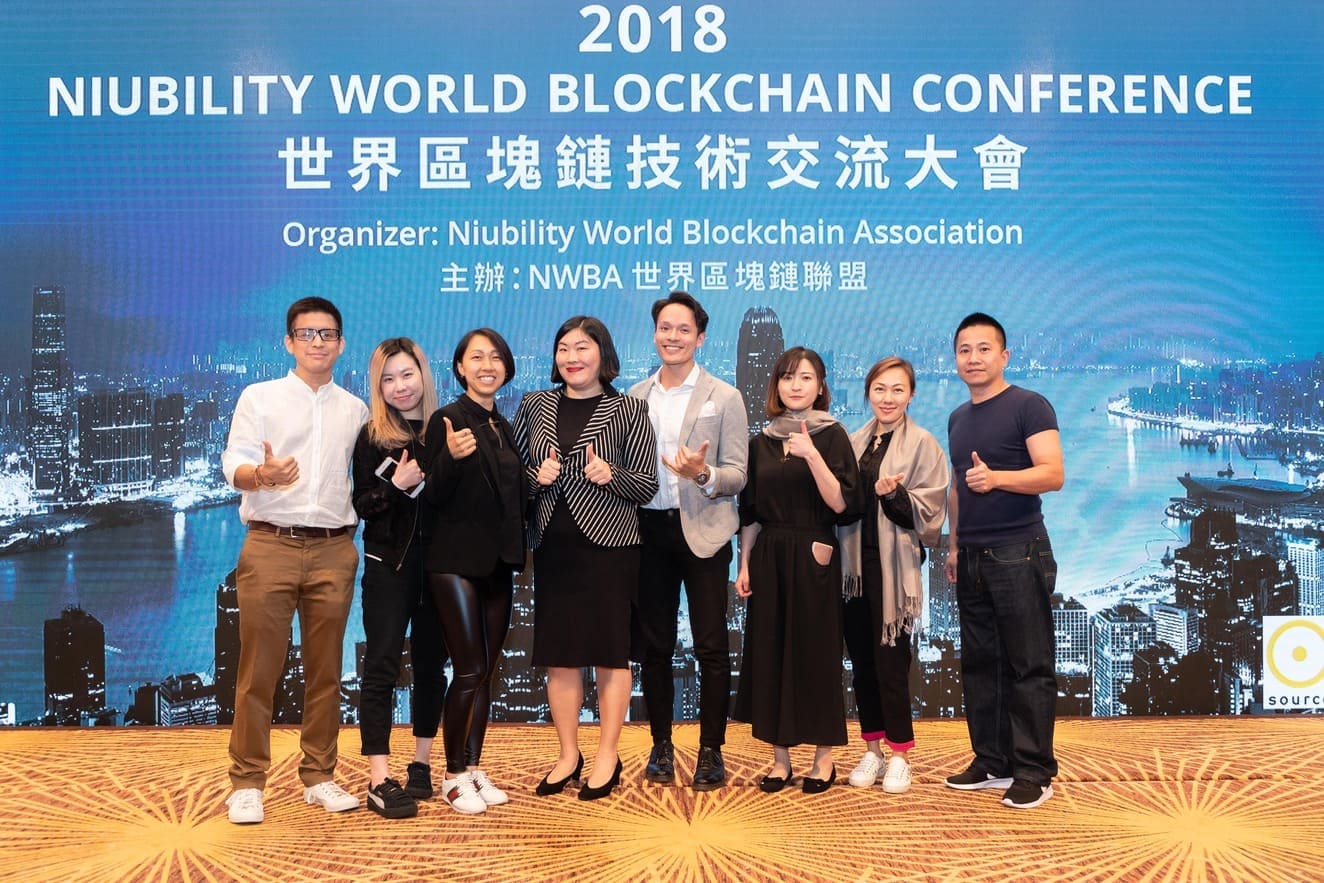 2018
NIUBILITY WORLD BLOCKCHAIN CONFERENCE
世界區塊鏈技術交流大會
Organizer: Niubility World Blockchain Association
主辦：NWBA 世界區塊鏈聯盟